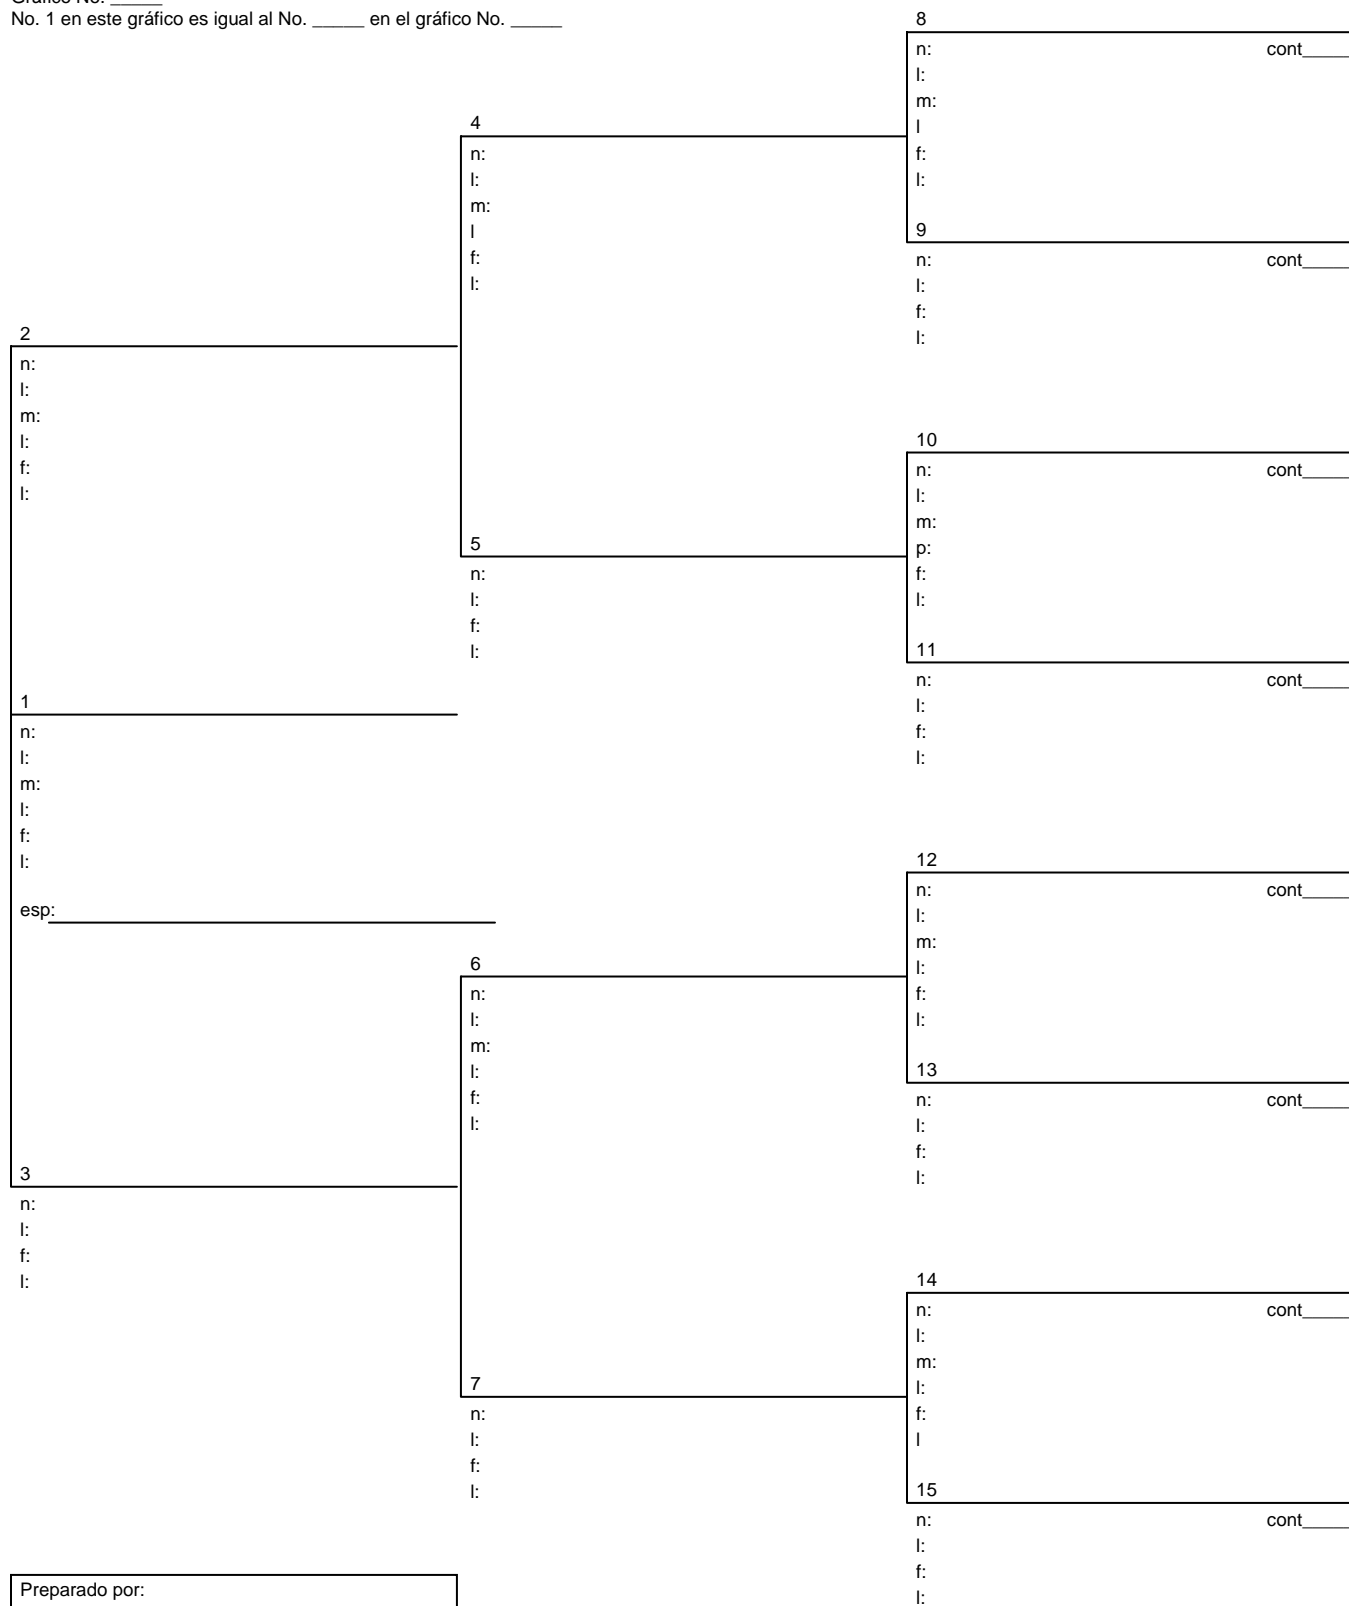 Gráfico No. _____
No. 1 en este gráfico es igual al No. _____ en el gráfico No. _____
2
n:
l:
m:
l:
f:
l:
1
n:
l:
m:
l:
f:
l:
esp:
3
n:
l:
f:
l:
Preparado por:
4
n:
l:
m:
l
f:
l:
5
n:
l:
f:
l:
6
n:
l:
m:
l:
f:
l:
7
n:
l:
f:
l:
8
n: cont_____
l:
m:
l
f:
l:
9
n: cont_____
l:
f:
l:
10
n: cont_____
l:
m:
p:
f:
l:
11
n: cont_____
l:
f:
l:
12
n: cont_____
l:
m:
l:
f:
l:
13
n: cont_____
l:
f:
l:
14
n: cont_____
l:
m:
l:
f:
l
15
n: cont_____
l:
f:
l: